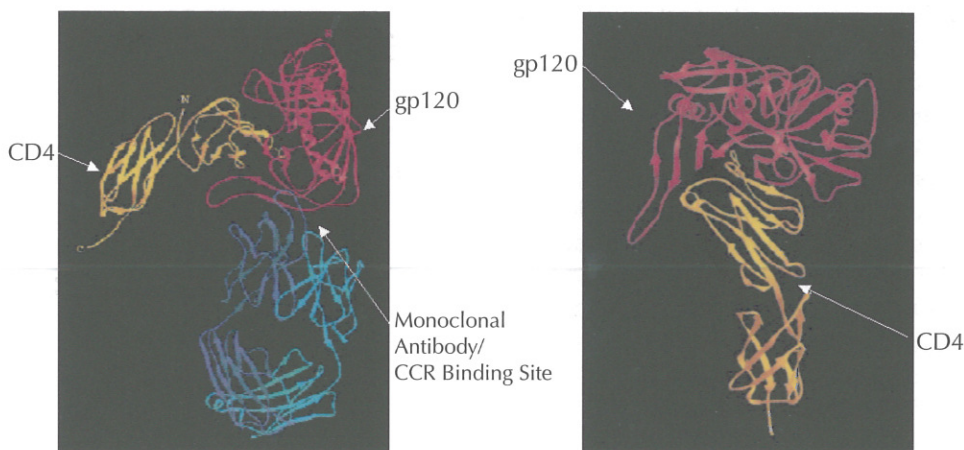 gp120
CD4
N
C
Monoclonal
Antibody/
CCR Binding Site
gp120
CD4